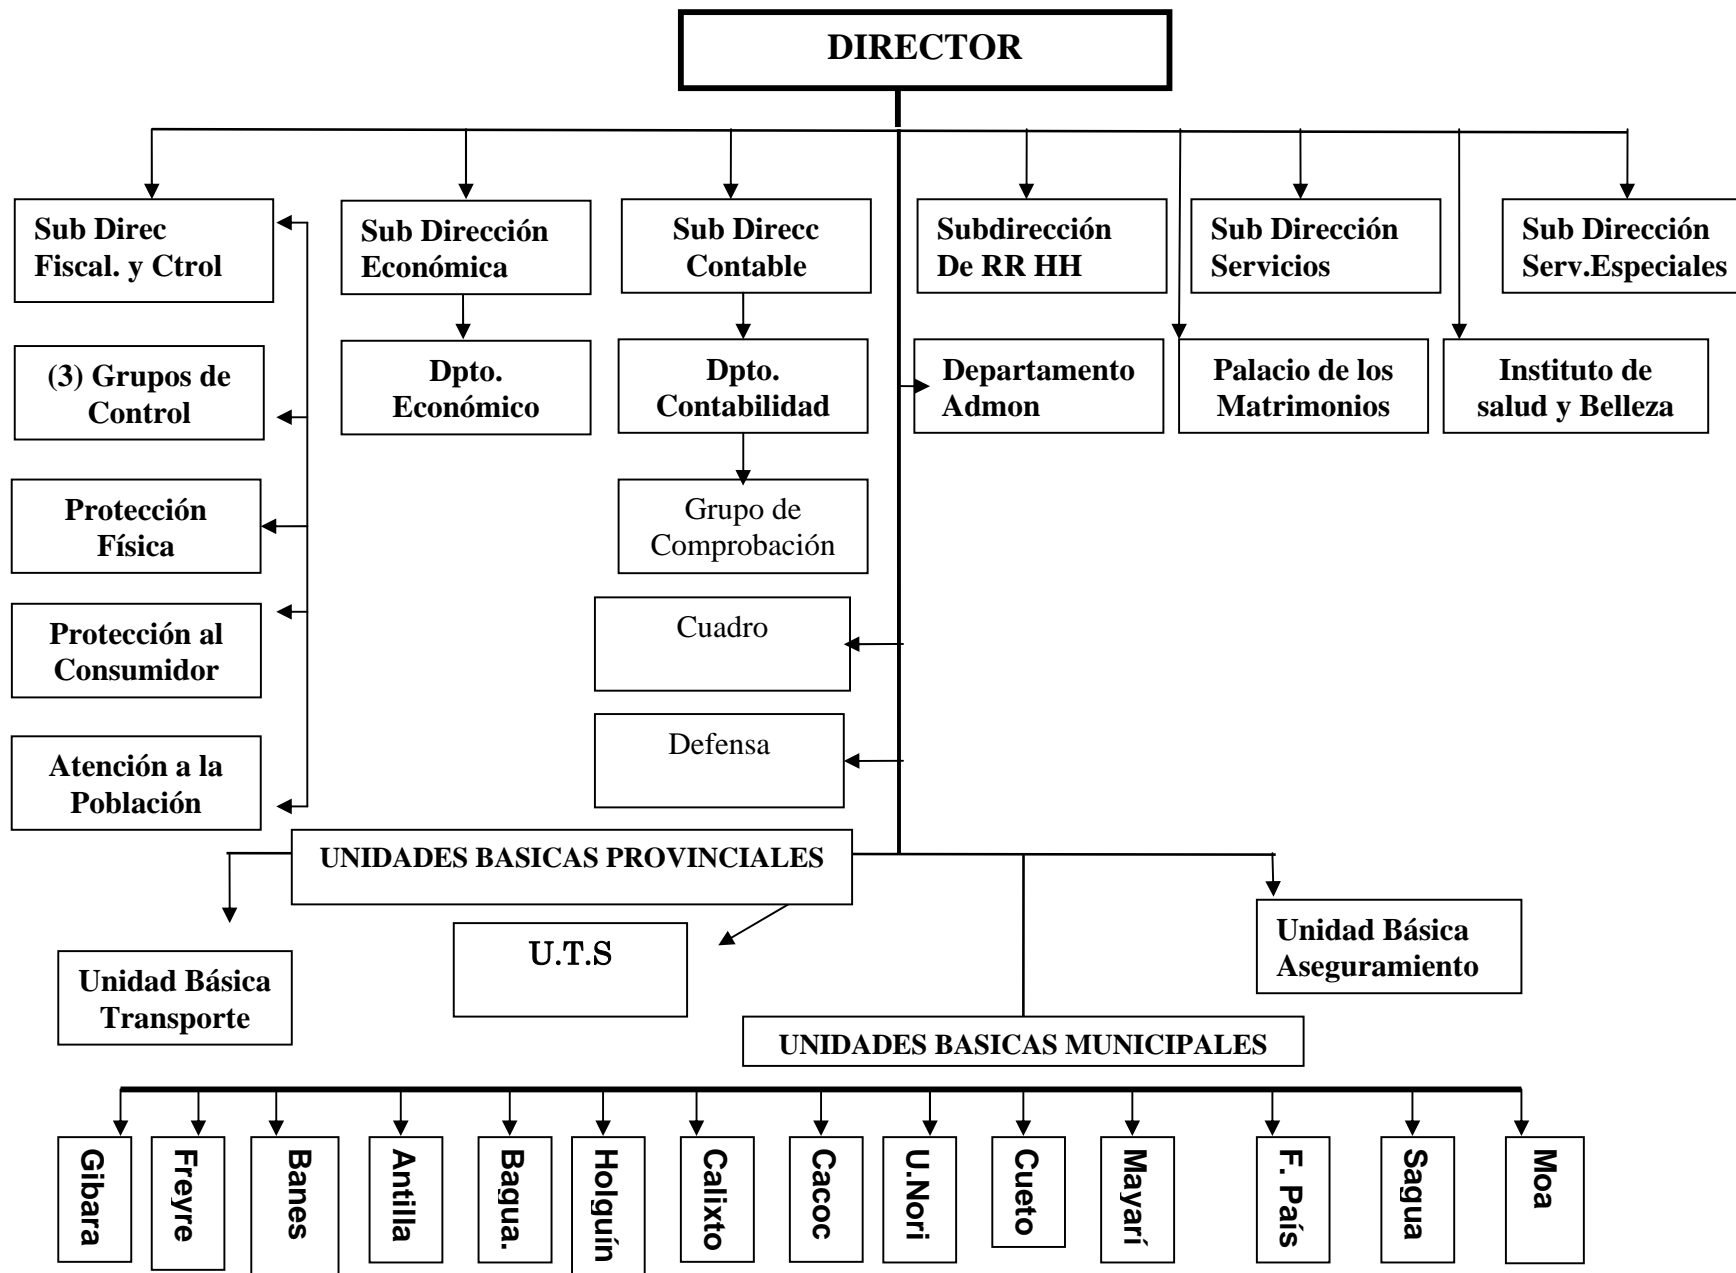 DIRECTOR
Sub Direc
Fiscal. y Ctrol
Sub Dirección
Económica
Sub Direcc
Contable
Subdirección
De RR HH
Sub Dirección
Servicios
Sub Dirección
Serv.Especiales
(3) Grupos de
Control
Dpto.
Económico
Dpto.
Contabilidad
Departamento
Admon
Palacio de los
Matrimonios
Instituto de
salud y Belleza
Protección
Física
Grupo de
Comprobación
Protección al
Consumidor
Cuadro
Atención a la
Población
Defensa
UNIDADES BASICAS PROVINCIALES
Unidad Básica
Transporte
U.T.S
Unidad Básica
Aseguramiento
UNIDADES BASICAS MUNICIPALES
Gibara
Freyre
Banes
Antilla
Bagua.
Holguín
Calixto
Cacoc
U.Nori
Cueto
Mayarí
F. País
Sagua
Moa